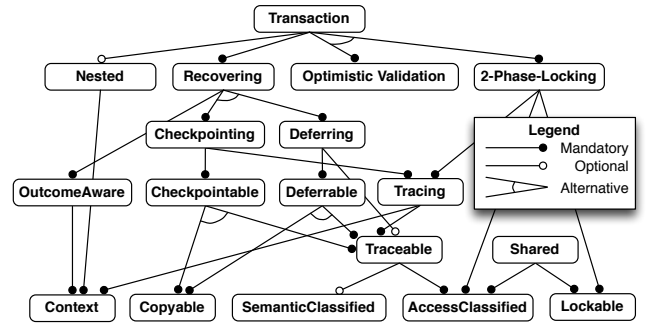 Transaction
Nested
Recovering
Optimistic Validation
2-Phase-Locking
Checkpointing
Deferring
Legend
Mandatory
Optional
Alternative
OutcomeAware
Checkpointable
Deferrable
Tracing
Traceable
Shared
Context
Copyable
SemanticClassified
AccessClassified
Lockable